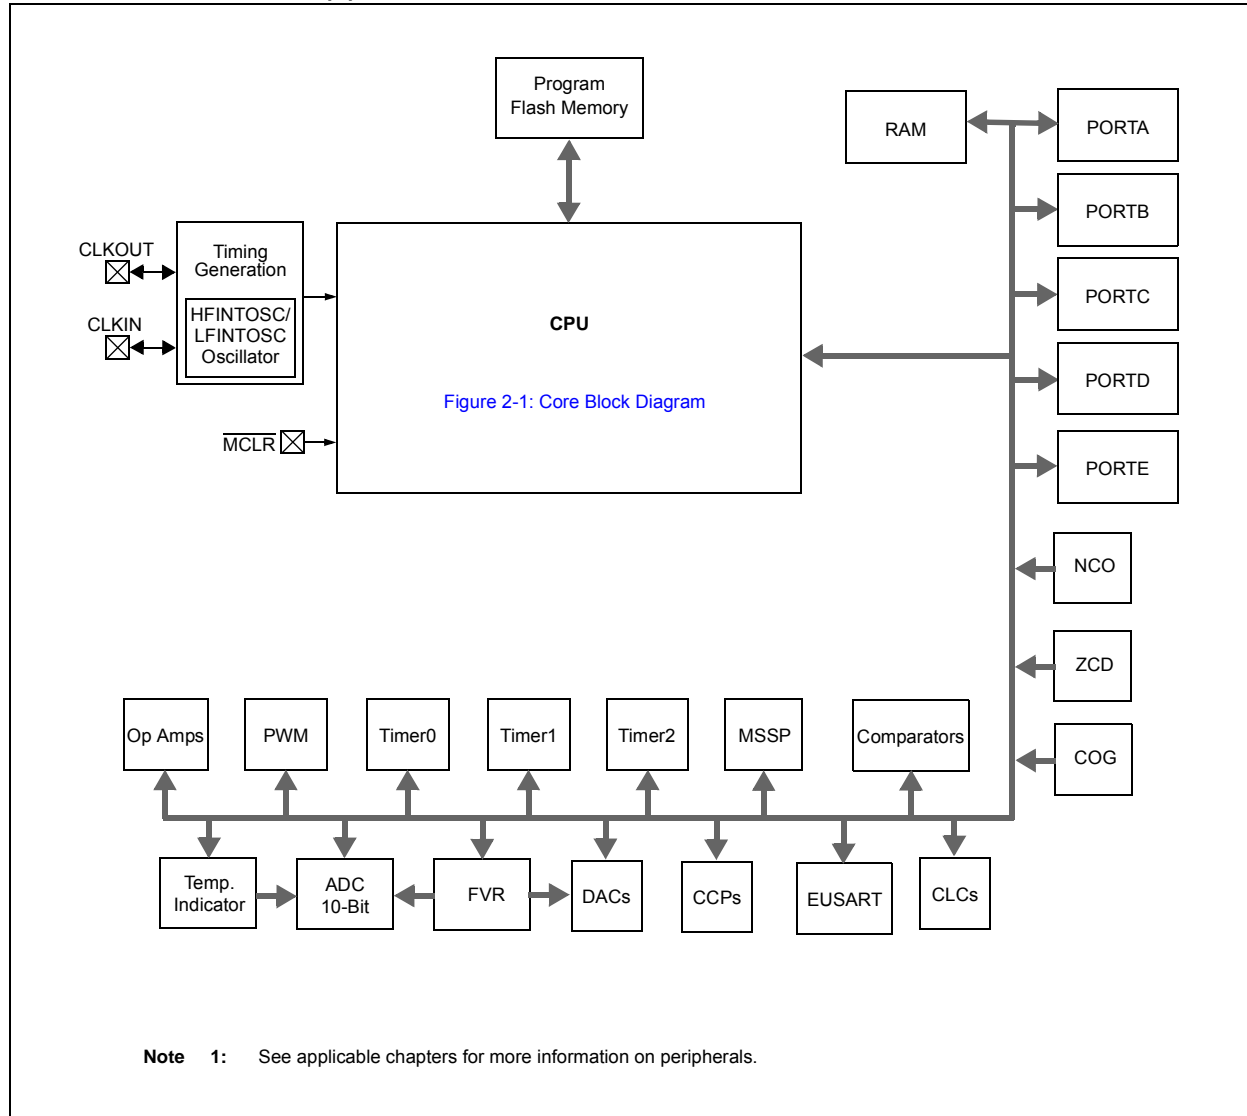 Program
Flash Memory
RAM
PORTA
PORTB
CLKOUT
Timing
Generation
HFINTOSC/
LFINTOSC
Oscillator
CLKIN
PORTC
CPU
PORTD
Figure 2-1: Core Block Diagram
MCLR
PORTE
NCO
ZCD
Op Amps
PWM
Timer0
Timer1
Timer2
MSSP
Comparators
COG
Temp.
Indicator
ADC
10-Bit
FVR
DACs
CCPs
EUSART
CLCs
Note 1: See applicable chapters for more information on peripherals.